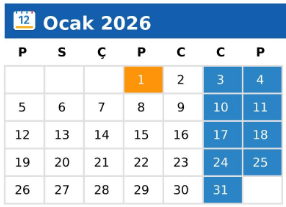 12 Ocak 2026
P S Ç P C C P
1 2 3 4
5 6 7 8 9 10 11
12 13 14 15 16 17 18
19 20 21 22 23 24 25
26 27 28 29 30 31